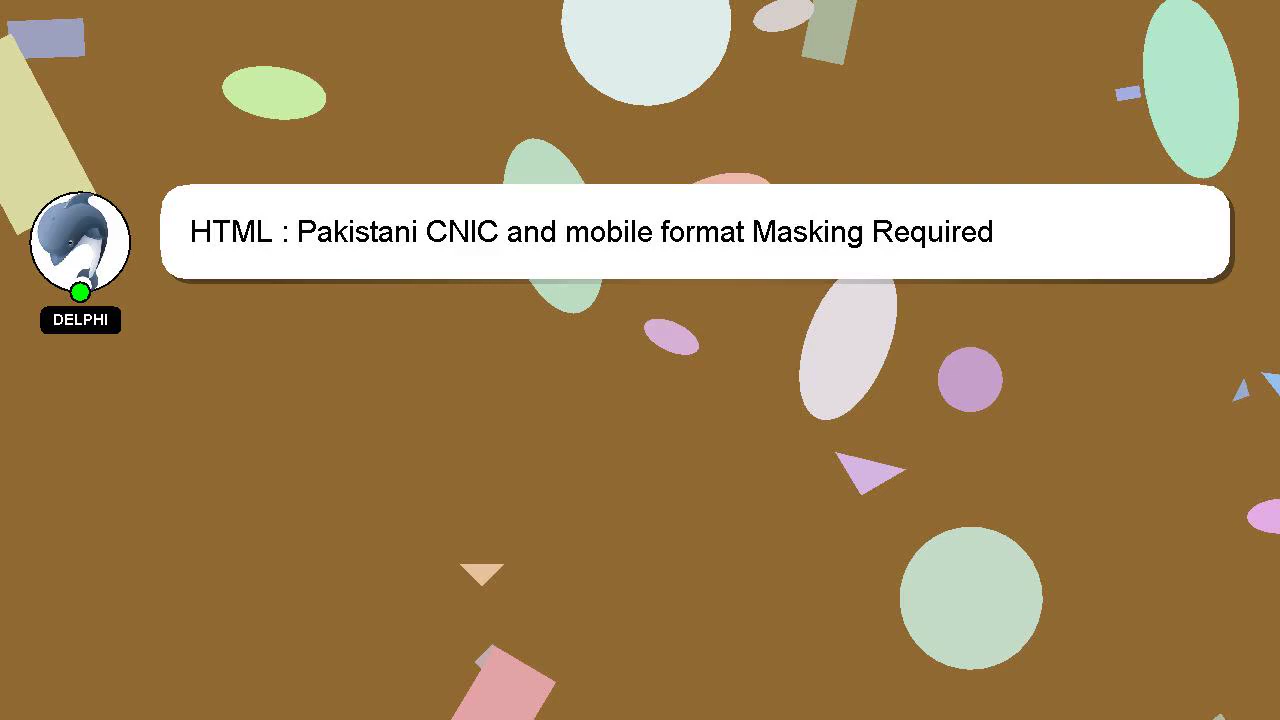 HTML : Pakistani CNIC and mobile format Masking Required
DELPHI